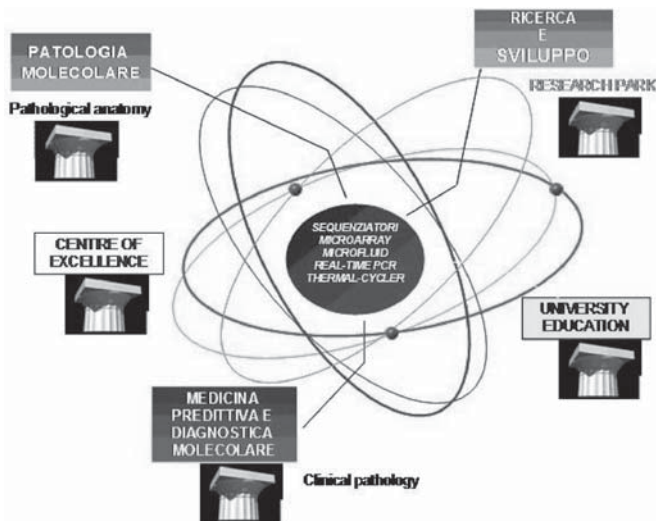 PATOLOGIA
MOLECOLARE
Pathological anatomy
RICERCA
E
SVILUPPO
RESEARCH PARK
CENTRE OF
EXCELLENCE
SEQUENZIATORI
MICROARRAY
MICROFLUID
REAL-TIME PCR
THERMAL-CYCLER
UNIVERSITY
EDUCATION
MEDICINA
PREDITTIVA E
DIAGNOSTICA
MOLECOLARE
Clinical pathology